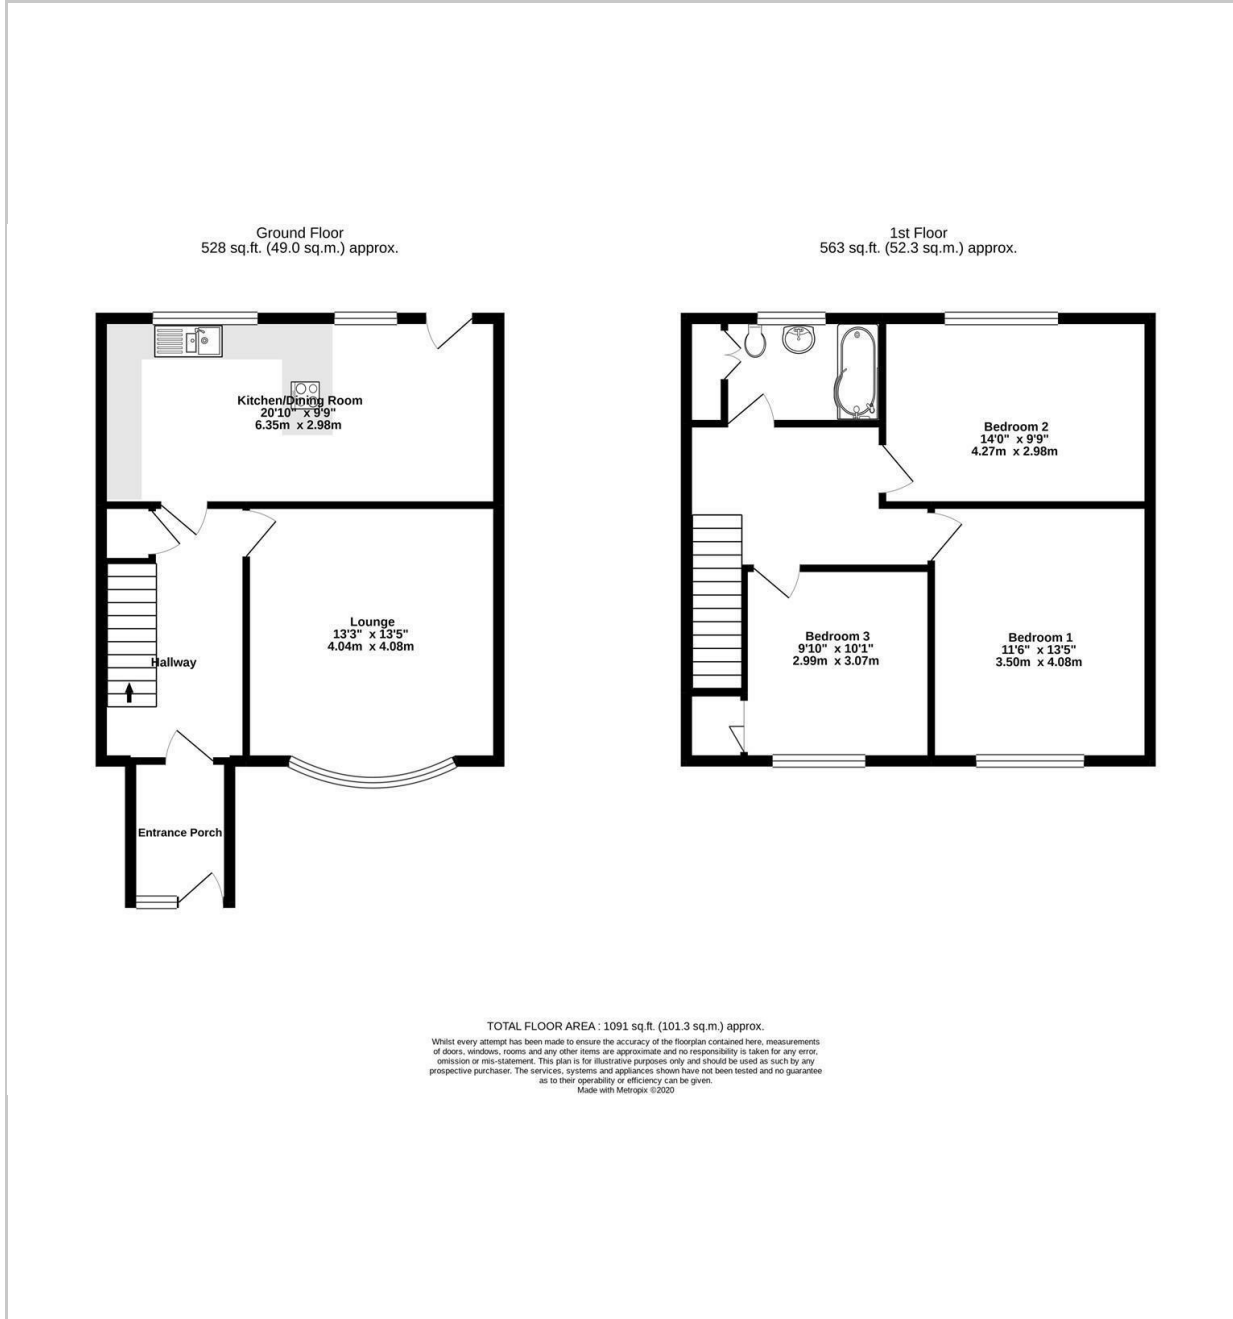 Ground Floor
528 sq.ft. (49.0 sq.m.) approx.
1st Floor
563 sq.ft. (52.3 sq.m.) approx.
Kitchen/Dining Room
20'10"  x 9'9"
6.35m  x 2.98m
Bedroom 2
14'0"  x 9'9"
4.27m  x 2.98m
Lounge
13'3"  x 13'5"
4.04m  x 4.08m
Hallway
Bedroom 3
9'10"  x 10'1"
2.99m  x 3.07m
Bedroom 1
11'6"  x 13'5"
3.50m  x 4.08m
Entrance Porch
TOTAL FLOOR AREA : 1091 sq.ft. (101.3 sq.m.) approx.
Whilst every attempt has been made to ensure the accuracy of the floorplan contained here, measurements
of doors, windows, rooms and any other items are approximate and no responsibility is taken for any error,
omission or mis-statement. This plan is for illustrative purposes only and should be used as such by any
prospective purchaser. The services, systems and appliances shown have not been tested and no guarantee
as to their operability or efficiency can be given.
Made with Metropix ©2020